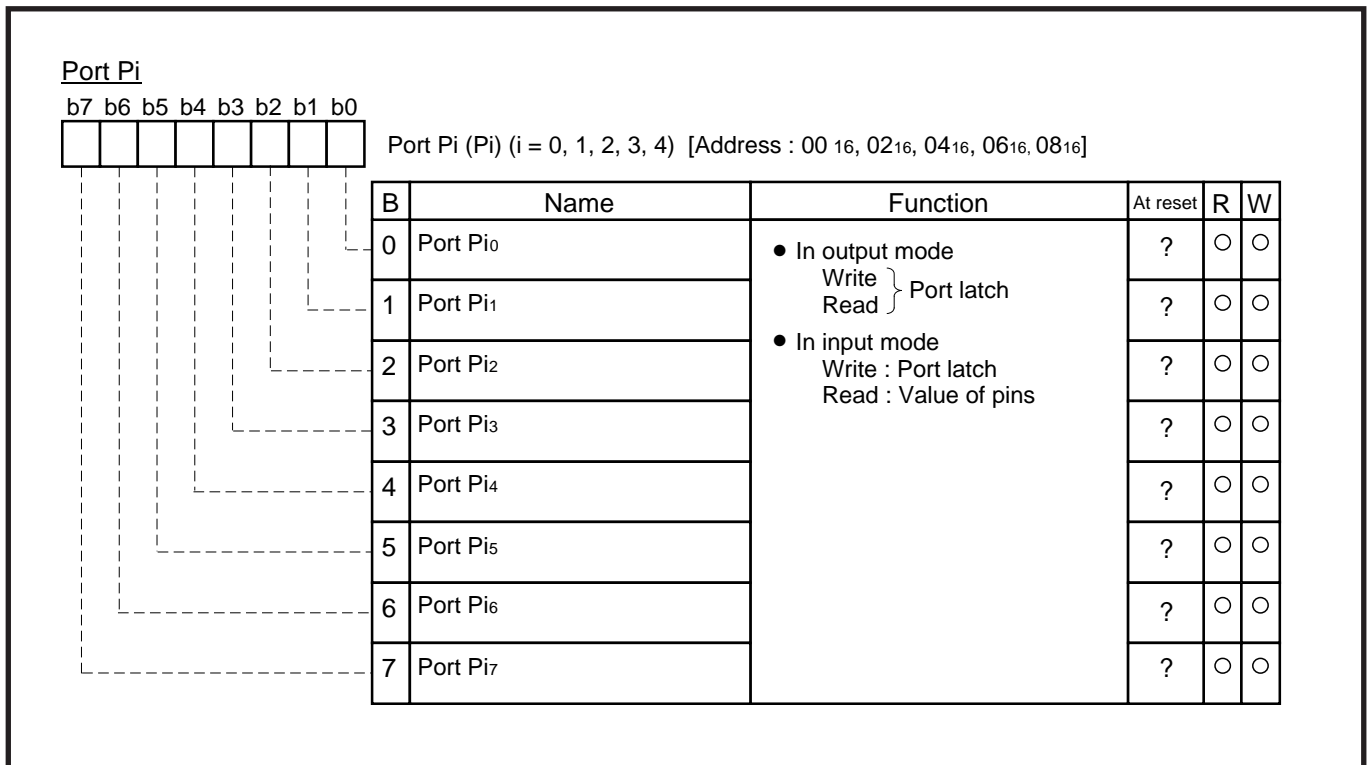 Port Pi
b7 b6 b5 b4 b3 b2 b1 b0
Port Pi (Pi) (i = 0, 1, 2, 3, 4) [Address : 00 16, 0216, 0416, 0616, 0816]
B Name Function At reset R W
0 Port Pi0 ? ○ ○
1 Port Pi1 ? ○ ○
2 Port Pi2 ? ○ ○
3 Port Pi3 ? ○ ○
4 Port Pi4 ? ○ ○
5 Port Pi5 ? ○ ○
6 Port Pi6 ? ○ ○
7 Port Pi7 ? ○ ○
● In output mode
Write
Read
Port latch
● In input mode
Write : Port latch
Read : Value of pins